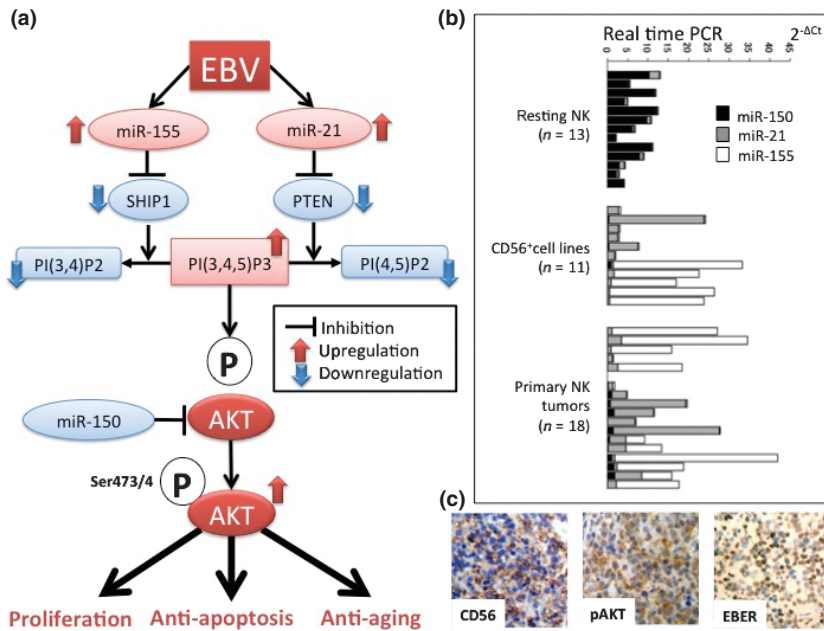 (a)
EBV
miR-155
miR-21
SHIP1
PTEN
PI(3,4)P2
PI(3,4,5)P3
PI(4,5)P2
P
Inhibition
Upregulation
Downregulation
miR-150
AKT
Ser473/4
P
AKT
Proliferation
Anti-apoptosis
Anti-aging
(b)
Real time PCR
2-ΔCt
0
5
10
15
20
25
30
35
40
45
Resting NK
(n = 13)
miR-150
miR-21
miR-155
CD56+cell lines
(n = 11)
Primary NK
tumors
(n = 18)
(c)
CD56
pAKT
EBER